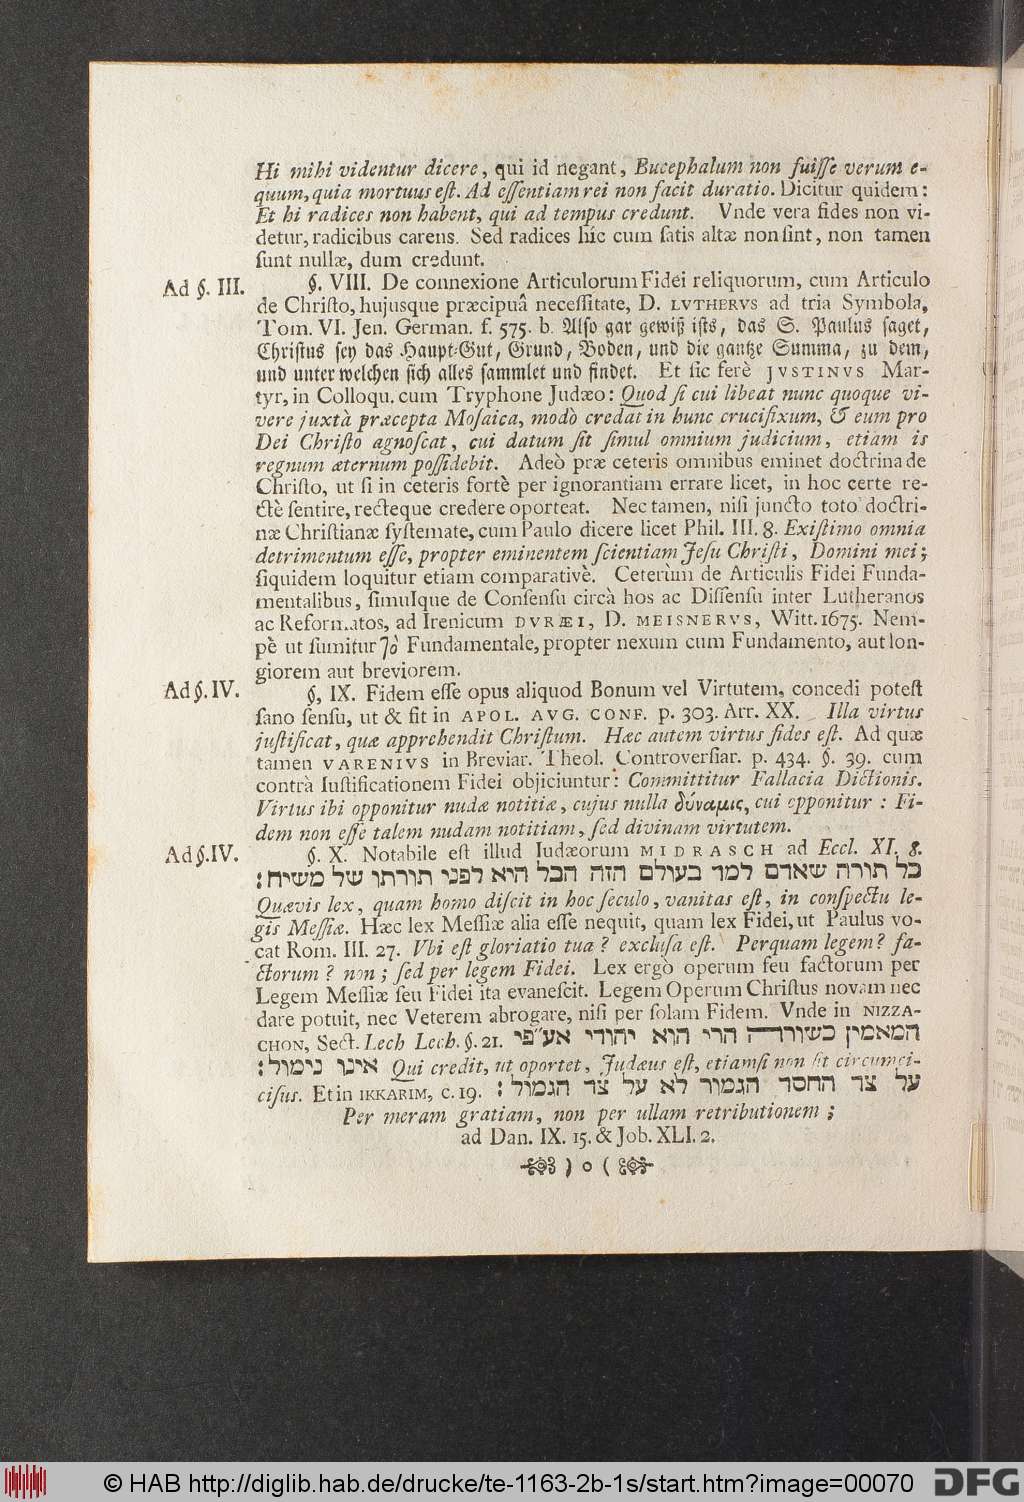 Hi mihi videntur dicere, qui id negant, Bucephalum non fuiſſe verum e-
quum, quia mortuus eſt. Ad eſſentiam rei non facit duratio. Dicitur quidem:
Et hi radices non habent, qui ad tempus credunt. Vnde vera fides non vi-
detur, radicibus carens. Sed radices hîc cum ſatis altæ non ſint, non tamen
ſunt nullæ, dum credunt.
Ad §. III. §. VIII. De connexione Articulorum Fidei reliquorum, cum Articulo
de Chriſto, hujusque præcipuâ neceſſitate, D. LVTHERVS ad tria Symbola,
Tom. VI. Jen. German. f. 575. b. Alſo gar gewiß iſts, das S. Paulus ſaget,
Chriſtus ſey das Haupt-Gut, Grund, Boden, und die gantze Summa, zu dem,
und unter welchen ſich alles ſammlet und findet. Et ſic ferè JVSTINVS Mar-
tyr, in Colloqu. cum Tryphone Judæo: Quod ſi cui libeat nunc quoque vi-
vere juxtà præcepta Moſaica, modò credat in hunc crucifixum, & eum pro
Dei Chriſto agnoſcat, cui datum ſit ſimul omnium judicium, etiam is
regnum æternum poſſidebit. Adeò præ ceteris omnibus eminet doctrina de
Chriſto, ut ſi in ceteris fortè per ignorantiam errare licet, in hoc certe re-
ctè ſentire, recteque credere oporteat. Nec tamen, niſi juncto toto doctri-
næ Chriſtianæ ſyſtemate, cum Paulo dicere licet Phil. III. 8. Exiſtimo omnia
detrimentum eſſe, propter eminentem ſcientiam Jeſu Chriſti, Domini mei;
ſiquidem loquitur etiam comparativè. Ceterùm de Articulis Fidei Funda-
mentalibus, ſimulque de Conſenſu circà hos ac Diſſenſu inter Lutheranos
ac Reformatos, ad Irenicum DVRÆI, D. MEISNERVS, Witt. 1675. Nem-
pè ut ſumitur τὸ Fundamentale, propter nexum cum Fundamento, aut lon-
giorem aut breviorem.
Ad §. IV. §. IX. Fidem eſſe opus aliquod Bonum vel Virtutem, concedi poteſt
ſano ſenſu, ut & fit in APOL. AVG. CONF. p. 303. Arr. XX. Illa virtus
juſtificat, quæ apprehendit Chriſtum. Hæc autem virtus fides eſt. Ad quæ
tamen VARENIVS in Breviar. Theol. Controverſiar. p. 434. §. 39. cum
contrà Iuſtificationem Fidei objiciuntur: Committitur Fallacia Dictionis.
Virtus ibi opponitur nudæ notitiæ, cujus nulla δύναμις, cui opponitur: Fi-
dem non eſſe talem nudam notitiam, ſed divinam virtutem.
Ad §. IV. §. X. Notabile eſt illud Iudæorum MIDRASCH ad Eccl. XI. 8.
כל תורה שאדם למד בעולם הזה הבל היא לפני תורתו של משיח:
Quævis lex, quam homo diſcit in hoc ſeculo, vanitas eſt, in conſpectu le-
gis Meſſiæ. Hæc lex Meſſiæ alia eſſe nequit, quam lex Fidei, ut Paulus vo-
cat Rom. III. 27. Vbi eſt gloriatio tua? excluſa eſt. Perquam legem? fa-
ctorum? non; ſed per legem Fidei. Lex ergò operum ſeu factorum per
Legem Meſſiæ ſeu Fidei ita evaneſcit. Legem Operum Chriſtus novam nec
dare potuit, nec Veterem abrogare, niſi per ſolam Fidem. Vnde in NIZZA-
CHON, Sect. Lech Lech. §. 21. המאמין כשורה הרי הוא יהודי אע״פי
אינו נימול: Qui credit, ut oportet, Judæus eſt, etiamſi non ſit circumci-
ciſus. Et in IKKARIM, c. 19. על צד החסד הגמור לא על צד הגמול:
Per meram gratiam, non per ullam retributionem;
ad Dan. IX. 15. & Job. XLI. 2.
) o (
© HAB http://diglib.hab.de/drucke/te-1163-2b-1s/start.htm?image=00070 DFG